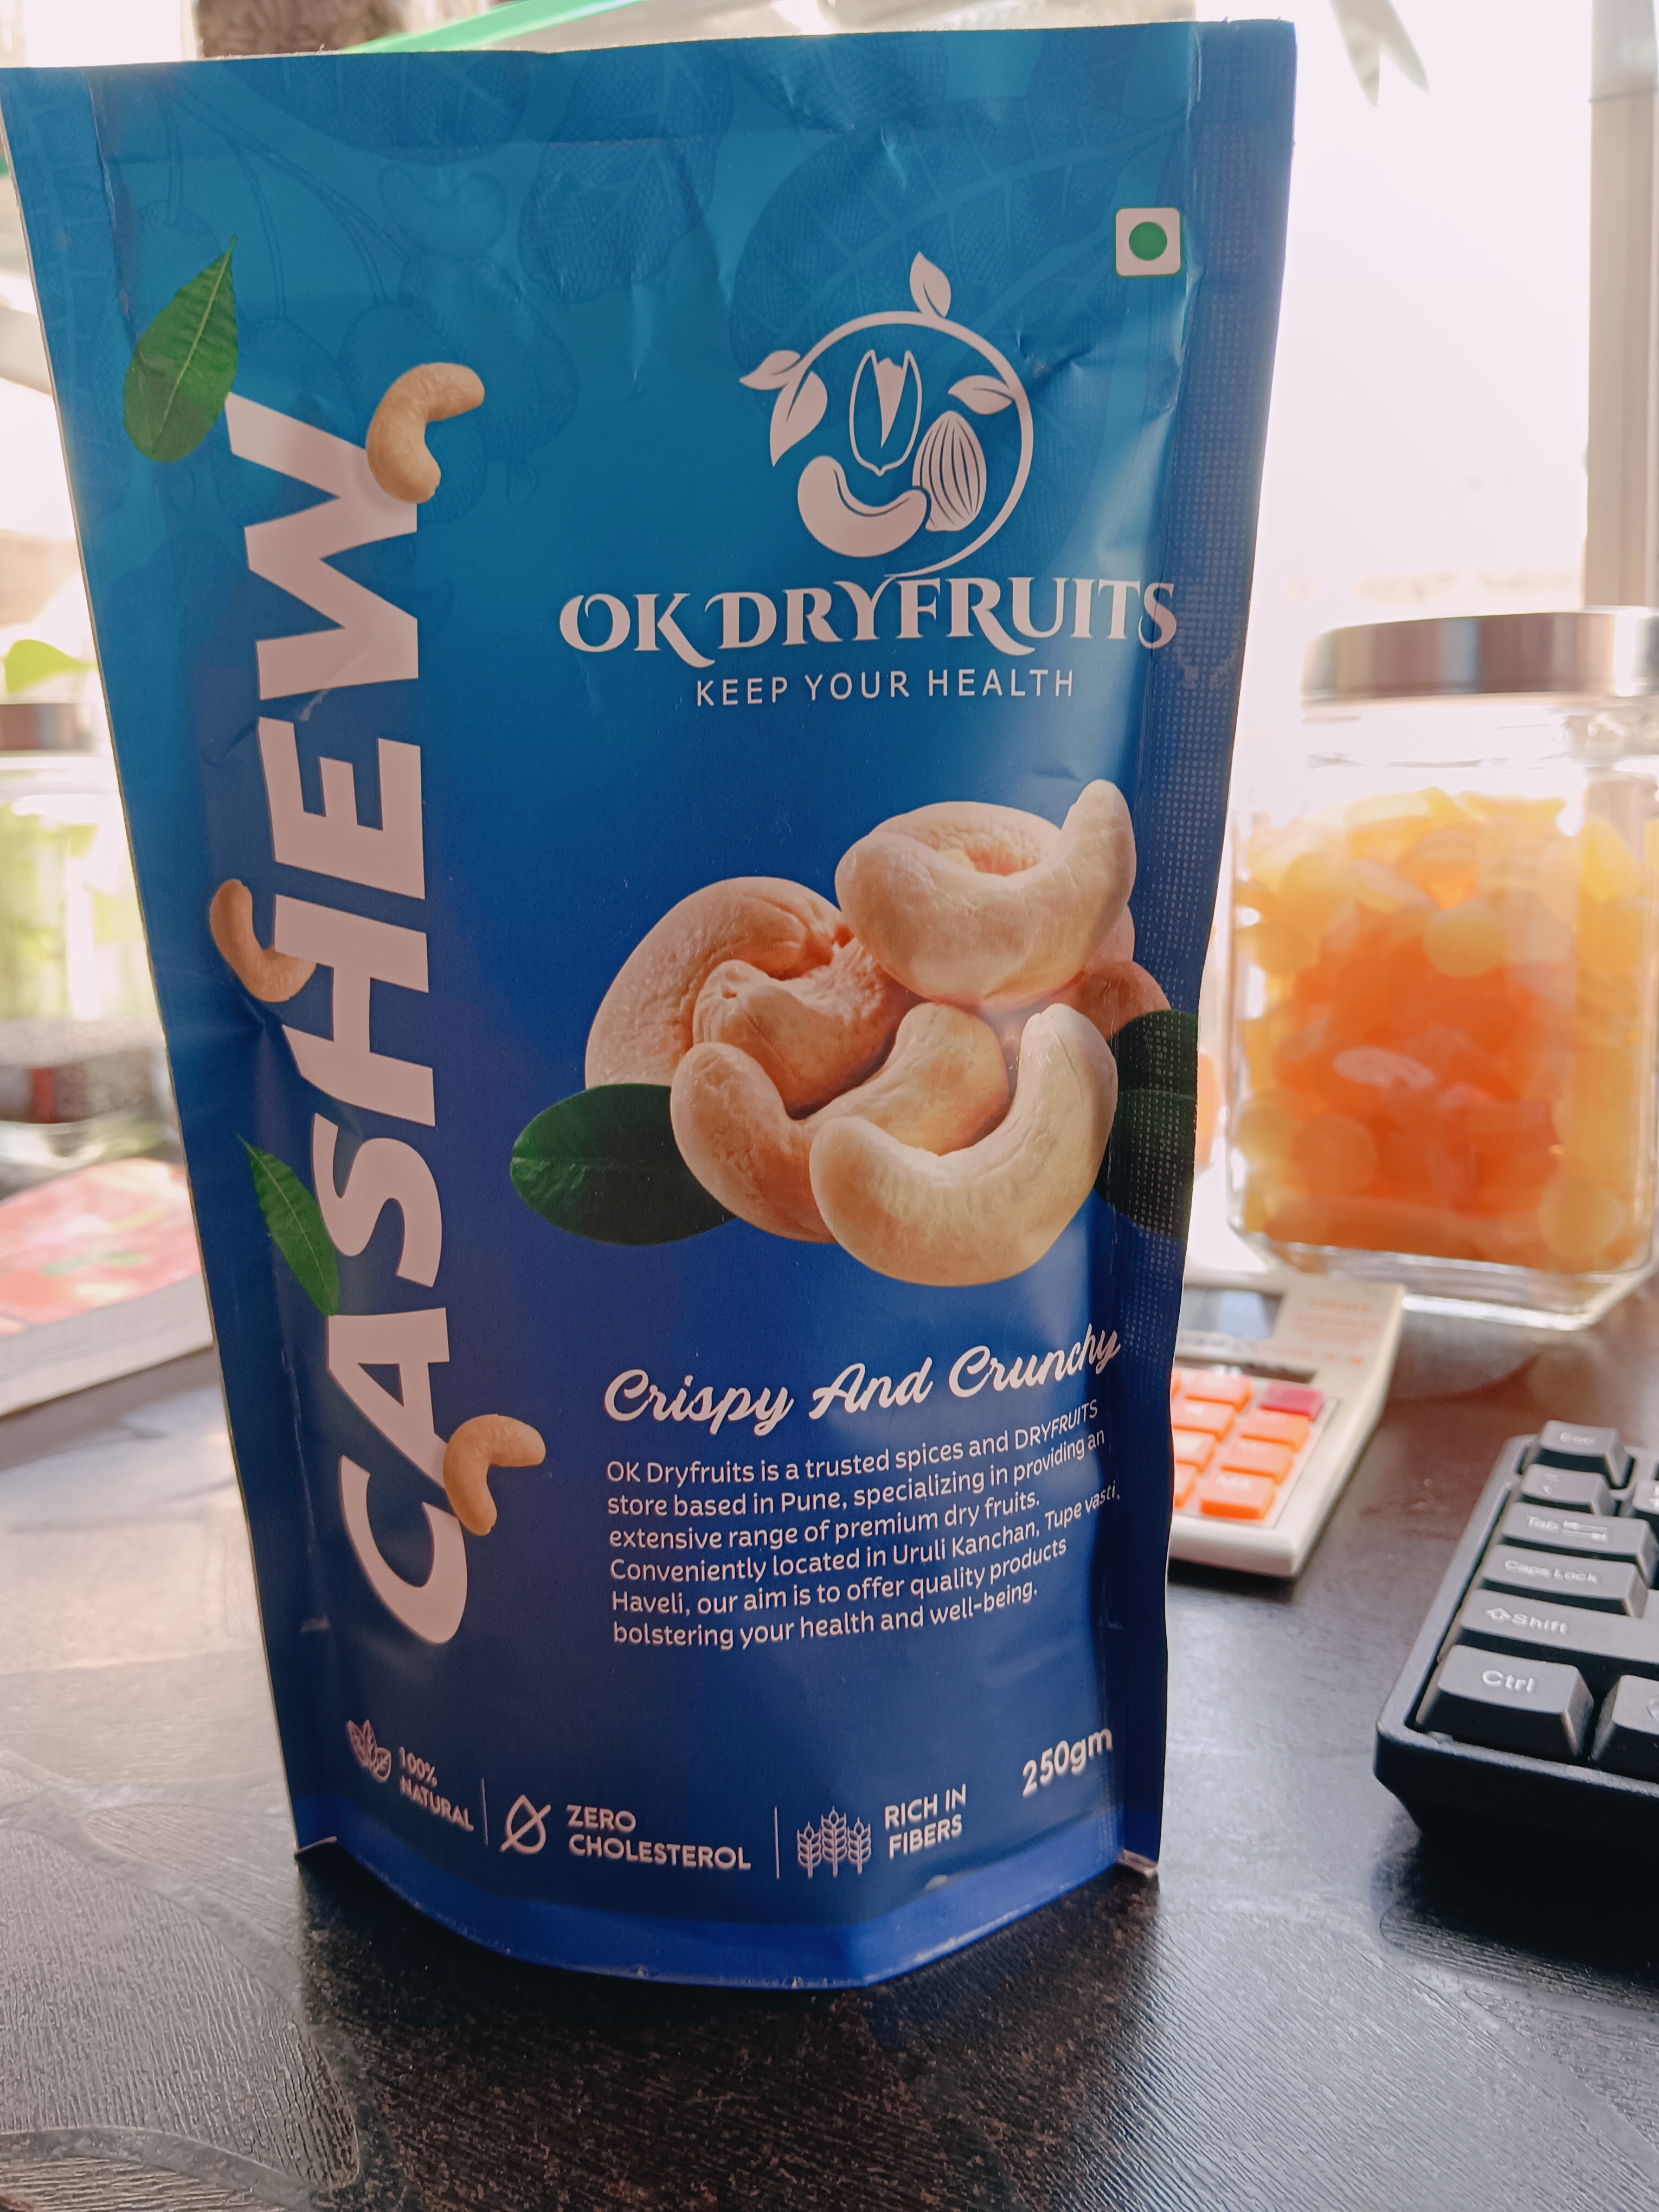 CASHEW
OK DRYFRUITS
KEEP YOUR HEALTH
Crispy And Crunchy
OK Dryfruits is a trusted spices and DRYFRUITS
store based in Pune, specializing in providing an
extensive range of premium dry fruits.
Conveniently located in Uruli Kanchan, Tupe vasti,
Haveli, our aim is to offer quality products
bolstering your health and well-being.
250gm
100%
NATURAL
ZERO
CHOLESTEROL
RICH IN
FIBERS
Esc
Tab
Caps Lock
Shift
Ctrl